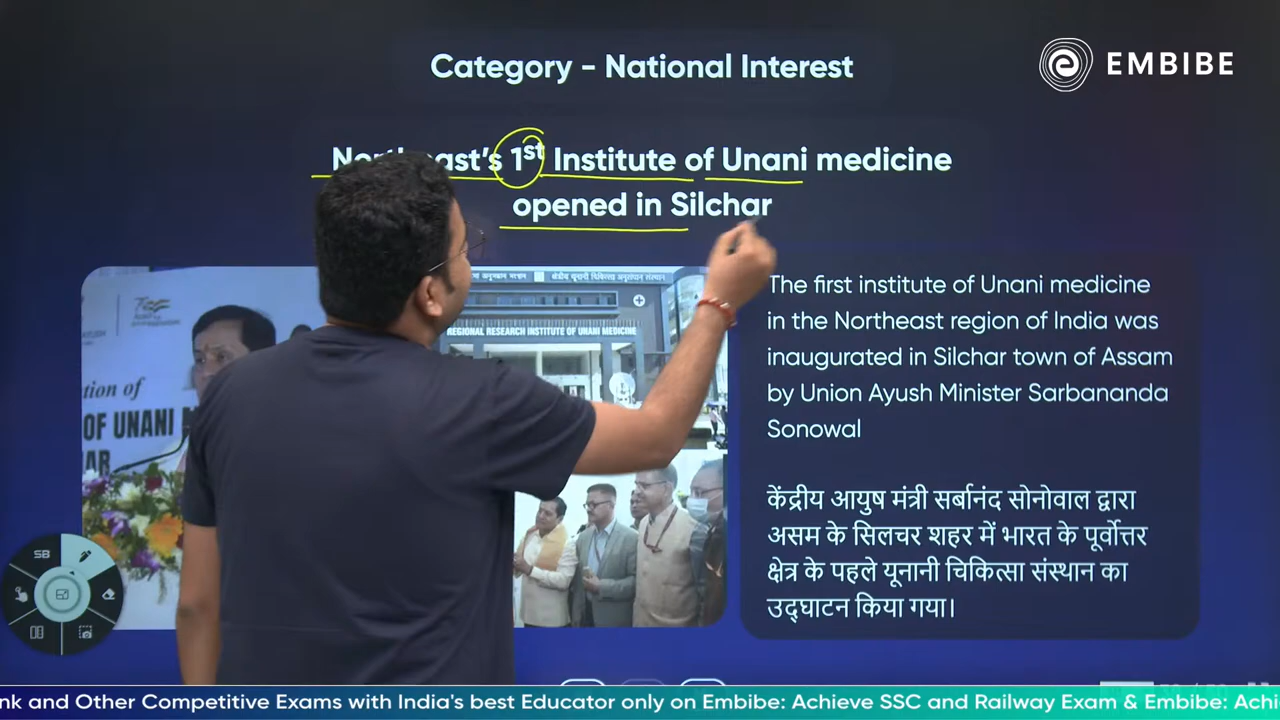 Category - National Interest
EMBIBE
1st Institute of Unani medicine
opened in Silchar
REGIONAL RESEARCH INSTITUTE OF UNANI MEDICINE
tion of
OF UNANI
The first institute of Unani medicine
in the Northeast region of India was
inaugurated in Silchar town of Assam
by Union Ayush Minister Sarbananda
Sonowal
केंद्रीय आयुष मंत्री सर्बानंद सोनोवाल द्वारा
असम के सिलचर शहर में भारत के पूर्वोत्तर
क्षेत्र के पहले यूनानी चिकित्सा संस्थान का
उद्घाटन किया गया।
SB
nk and Other Competitive Exams with India's best Educator only on Embibe: Achieve SSC and Railway Exam & Embibe: Achi